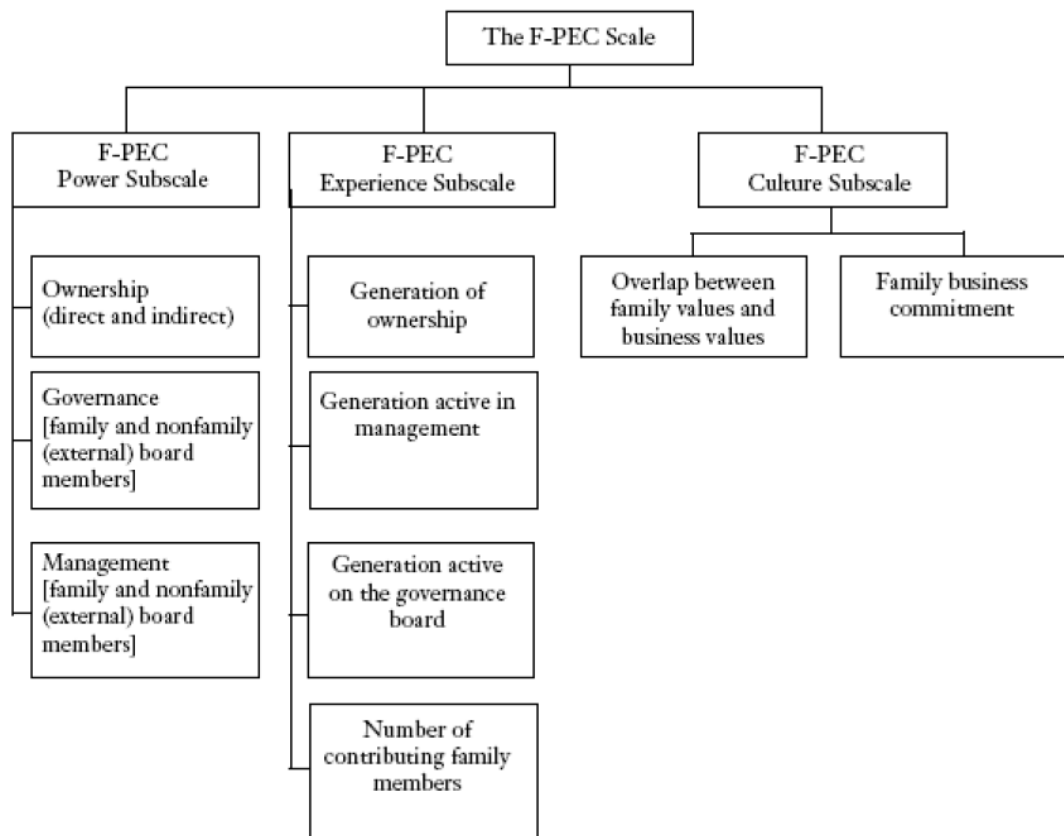 The F-PEC Scale
F-PEC
Power Subscale
Ownership
(direct and indirect)
Governance
[family and nonfamily
(external) board
members]
Management
[family and nonfamily
(external) board
members]
F-PEC
Experience Subscale
Generation of
ownership
Generation active in
management
Generation active
on the governance
board
Number of
contributing family
members
F-PEC
Culture Subscale
Overlap between
family values and
business values
Family business
commitment